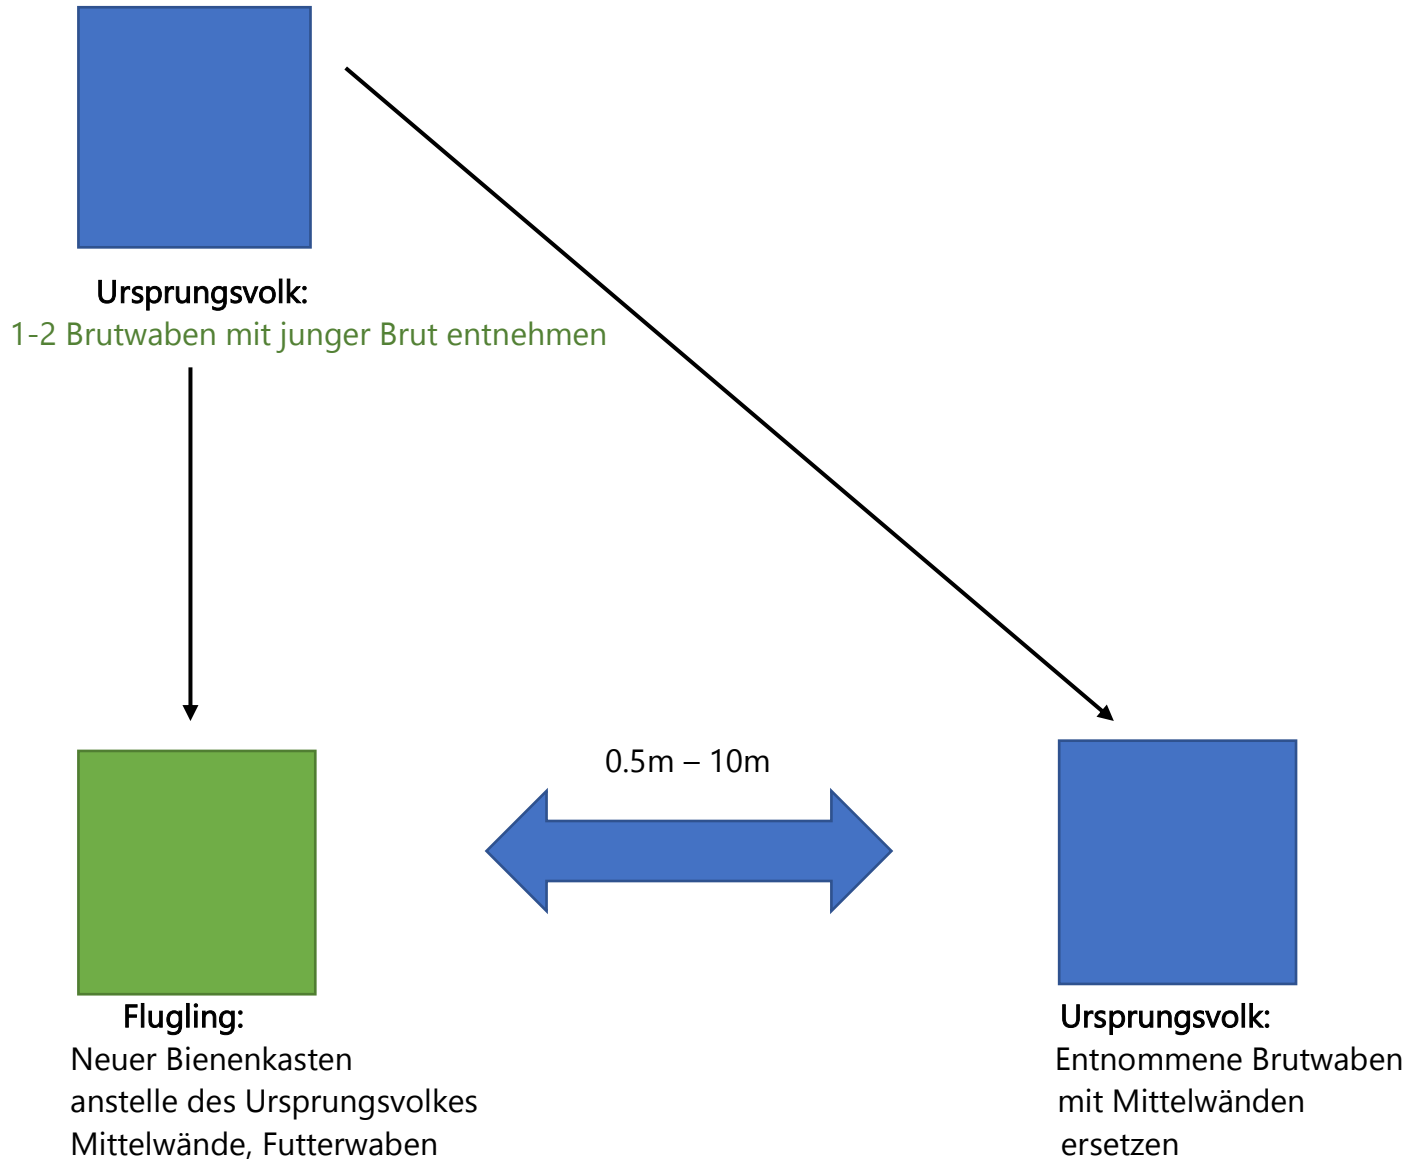 Ursprungsvolk:
1-2 Brutwaben mit junger Brut entnehmen
0.5m – 10m
Flugling:
Neuer Bienenkasten
anstelle des Ursprungsvolkes
Mittelwände, Futterwaben
Ursprungsvolk:
Entnommene Brutwaben
mit Mittelwänden
ersetzen